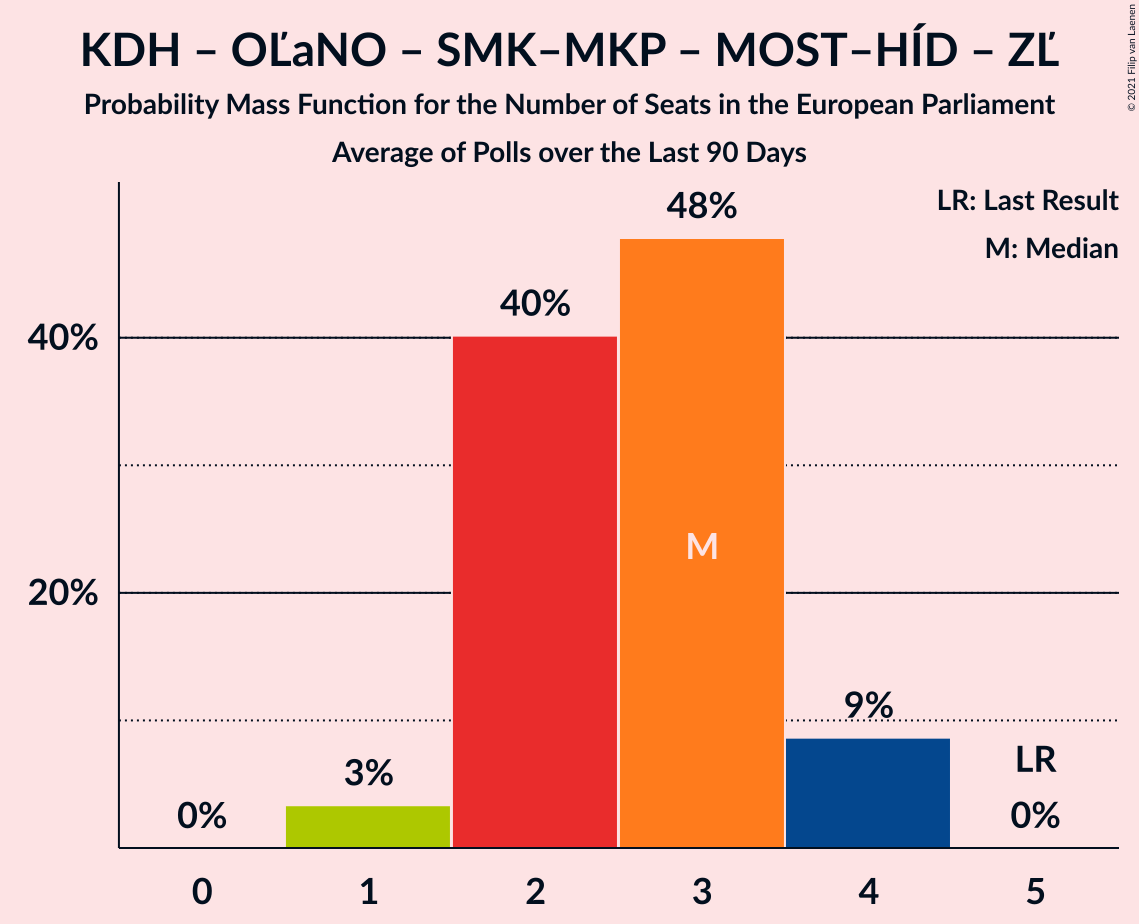 KDH – OĽaNO – SMK–MKP – MOST–HÍD – ZĽ
Probability Mass Function for the Number of Seats in the European Parliament
Average of Polls over the Last 90 Days
© 2021 Filip van Laenen
LR: Last Result
M: Median
48%
40%
40%
M
20%
9%
3%
LR
0%
0%
0 1 2 3 4 5